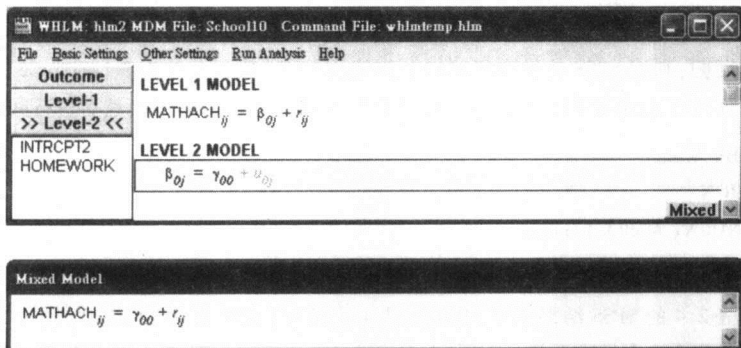 WHLM: hlm2 MDM File: School10 Command File: whlmtemp.hlm
File Basic Settings Other Settings Run Analysis Help
Outcome
Level-1
>> Level-2 <<
INTRCPT2
HOMEWORK
LEVEL 1 MODEL
MATHACHᵢⱼ = β₀ⱼ + rᵢⱼ
LEVEL 2 MODEL
β₀ⱼ = γ₀₀ + u₀ⱼ
Mixed
Mixed Model
MATHACHᵢⱼ = γ₀₀ + rᵢⱼ